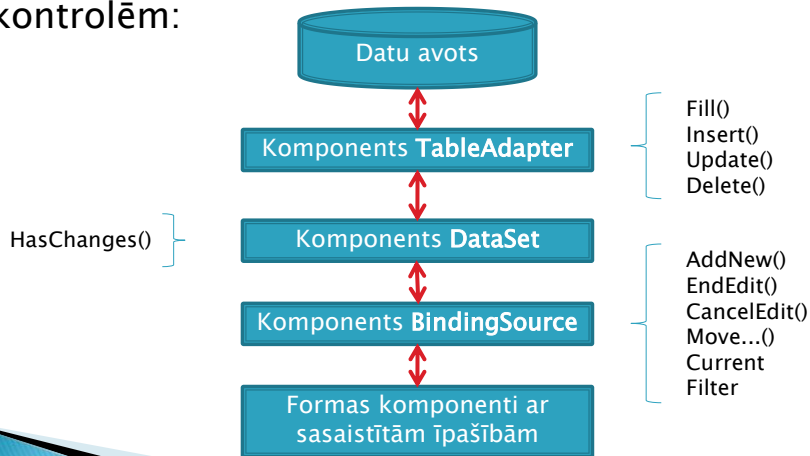 kontrolēm:
Datu avots
Komponents TableAdapter
Fill()
Insert()
Update()
Delete()
HasChanges()
Komponents DataSet
Komponents BindingSource
AddNew()
EndEdit()
CancelEdit()
Move...()
Current
Filter
Formas komponenti ar
sasaistītām īpašībām